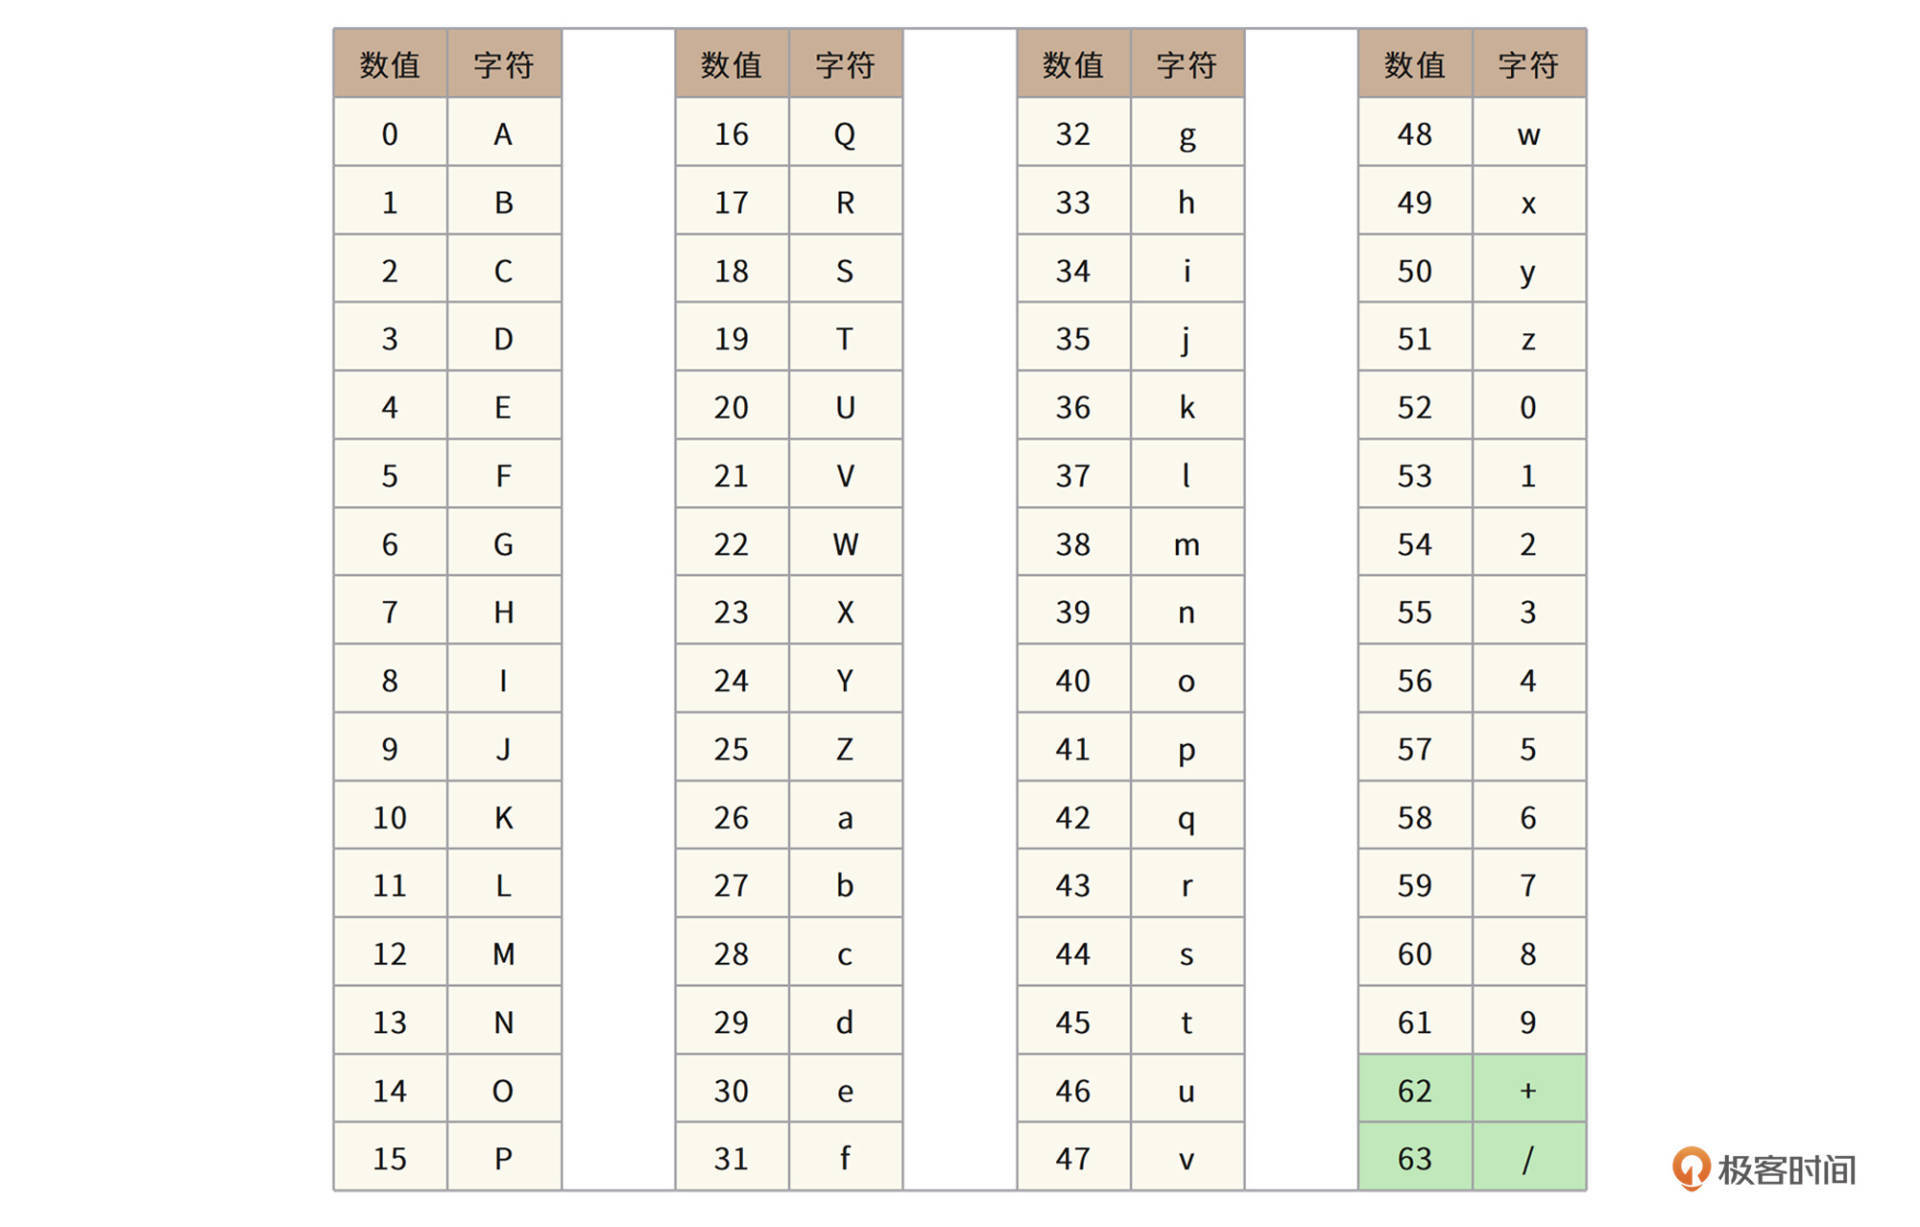 数值 字符 数值 字符 数值 字符 数值 字符
0 A 16 Q 32 g 48 w
1 B 17 R 33 h 49 x
2 C 18 S 34 i 50 y
3 D 19 T 35 j 51 z
4 E 20 U 36 k 52 0
5 F 21 V 37 l 53 1
6 G 22 W 38 m 54 2
7 H 23 X 39 n 55 3
8 I 24 Y 40 o 56 4
9 J 25 Z 41 p 57 5
10 K 26 a 42 q 58 6
11 L 27 b 43 r 59 7
12 M 28 c 44 s 60 8
13 N 29 d 45 t 61 9
14 O 30 e 46 u 62 +
15 P 31 f 47 v 63 /
极客时间